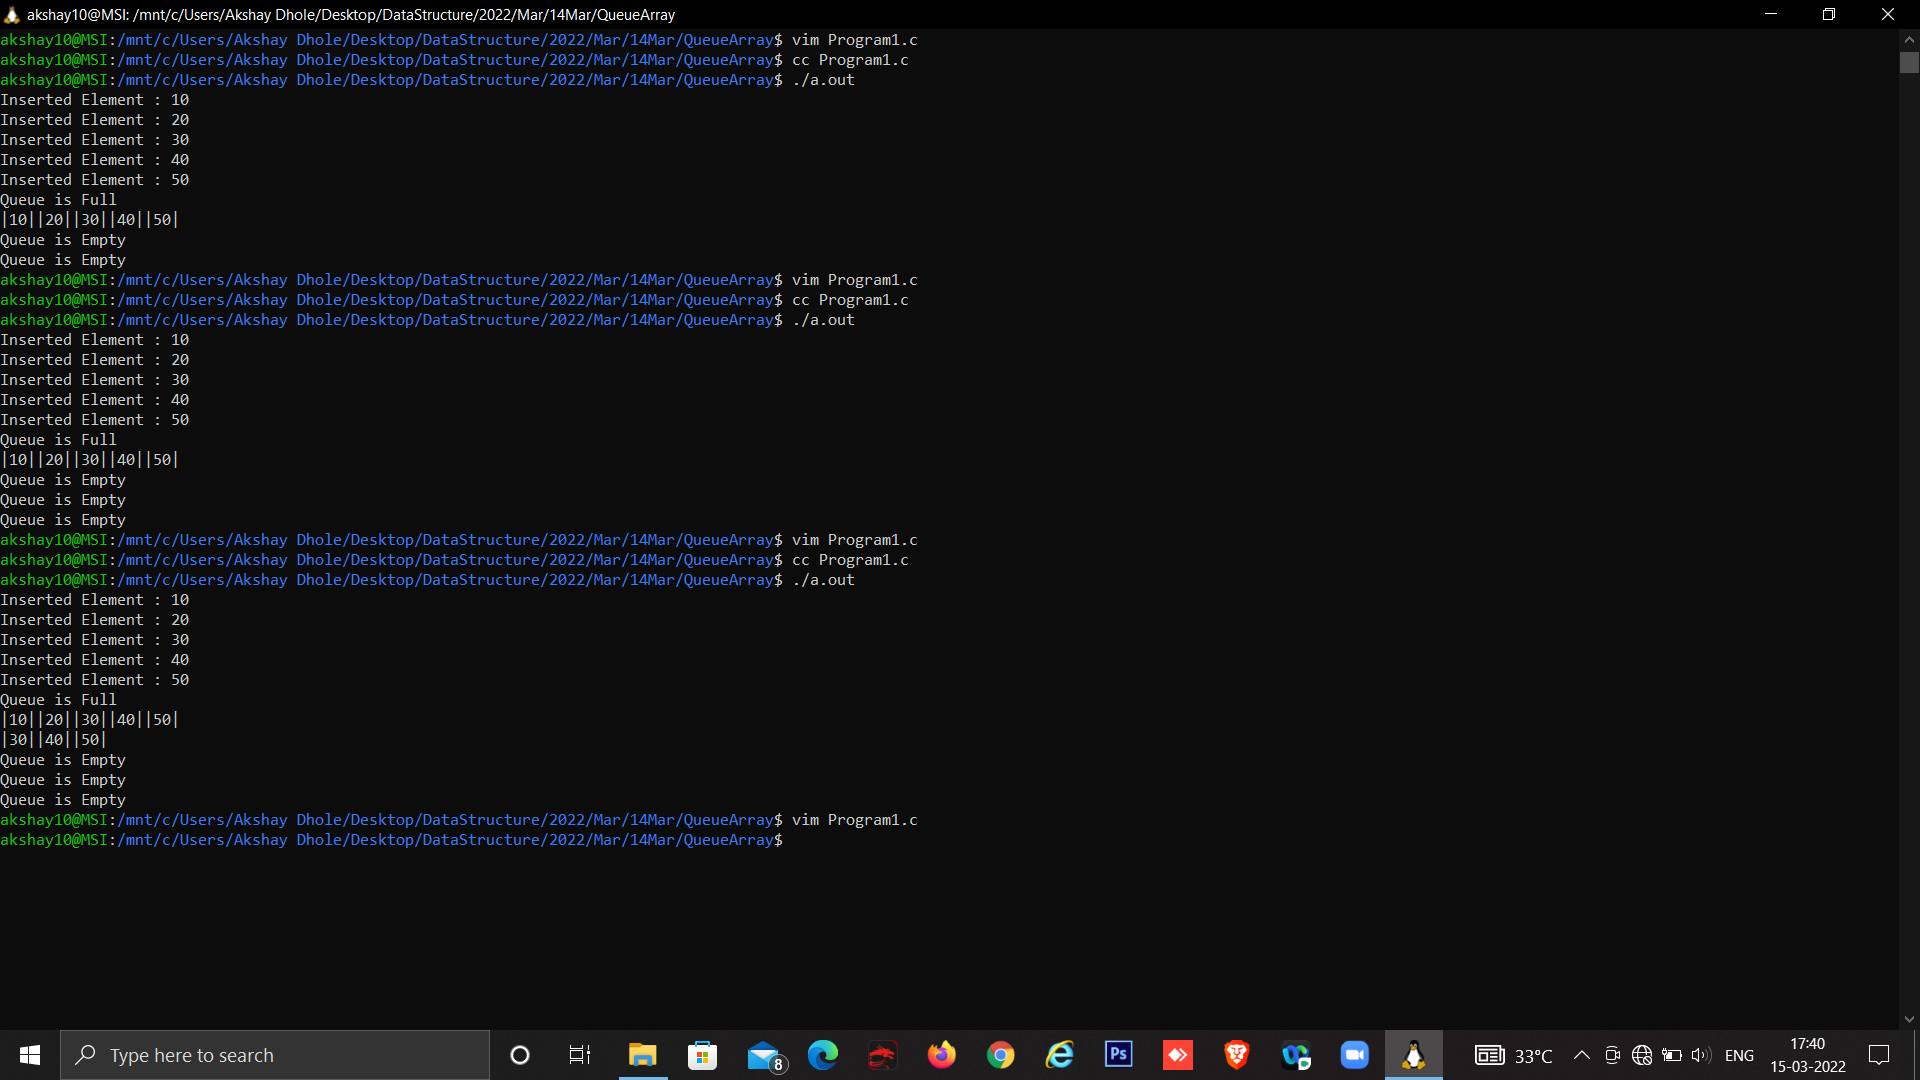 akshay10@MSI: /mnt/c/Users/Akshay Dhole/Desktop/DataStructure/2022/Mar/14Mar/QueueArray
akshay10@MSI:/mnt/c/Users/Akshay Dhole/Desktop/DataStructure/2022/Mar/14Mar/QueueArray$ vim Program1.c
akshay10@MSI:/mnt/c/Users/Akshay Dhole/Desktop/DataStructure/2022/Mar/14Mar/QueueArray$ cc Program1.c
akshay10@MSI:/mnt/c/Users/Akshay Dhole/Desktop/DataStructure/2022/Mar/14Mar/QueueArray$ ./a.out
Inserted Element : 10
Inserted Element : 20
Inserted Element : 30
Inserted Element : 40
Inserted Element : 50
Queue is Full
|10||20||30||40||50|
Queue is Empty
Queue is Empty
akshay10@MSI:/mnt/c/Users/Akshay Dhole/Desktop/DataStructure/2022/Mar/14Mar/QueueArray$ vim Program1.c
akshay10@MSI:/mnt/c/Users/Akshay Dhole/Desktop/DataStructure/2022/Mar/14Mar/QueueArray$ cc Program1.c
akshay10@MSI:/mnt/c/Users/Akshay Dhole/Desktop/DataStructure/2022/Mar/14Mar/QueueArray$ ./a.out
Inserted Element : 10
Inserted Element : 20
Inserted Element : 30
Inserted Element : 40
Inserted Element : 50
Queue is Full
|10||20||30||40||50|
Queue is Empty
Queue is Empty
Queue is Empty
akshay10@MSI:/mnt/c/Users/Akshay Dhole/Desktop/DataStructure/2022/Mar/14Mar/QueueArray$ vim Program1.c
akshay10@MSI:/mnt/c/Users/Akshay Dhole/Desktop/DataStructure/2022/Mar/14Mar/QueueArray$ cc Program1.c
akshay10@MSI:/mnt/c/Users/Akshay Dhole/Desktop/DataStructure/2022/Mar/14Mar/QueueArray$ ./a.out
Inserted Element : 10
Inserted Element : 20
Inserted Element : 30
Inserted Element : 40
Inserted Element : 50
Queue is Full
|10||20||30||40||50|
|30||40||50|
Queue is Empty
Queue is Empty
Queue is Empty
akshay10@MSI:/mnt/c/Users/Akshay Dhole/Desktop/DataStructure/2022/Mar/14Mar/QueueArray$ vim Program1.c
akshay10@MSI:/mnt/c/Users/Akshay Dhole/Desktop/DataStructure/2022/Mar/14Mar/QueueArray$
Type here to search
8
Ps
33°C
ENG
17:40
15-03-2022